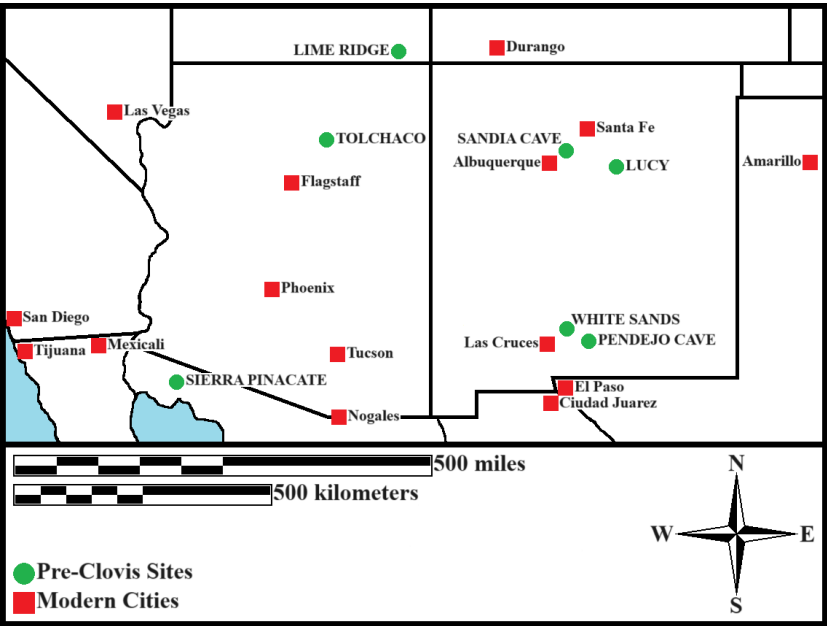 LIME RIDGE
Durango
Las Vegas
TOLCHACO
Santa Fe
SANDIA CAVE
Albuquerque
LUCY
Amarillo
Flagstaff
Phoenix
San Diego
WHITE SANDS
Tijuana
Mexicali
Tucson
Las Cruces
PENDEJO CAVE
SIERRA PINACATE
El Paso
Ciudad Juarez
Nogales
500 miles
500 kilometers
N
W
E
S
Pre-Clovis Sites
Modern Cities